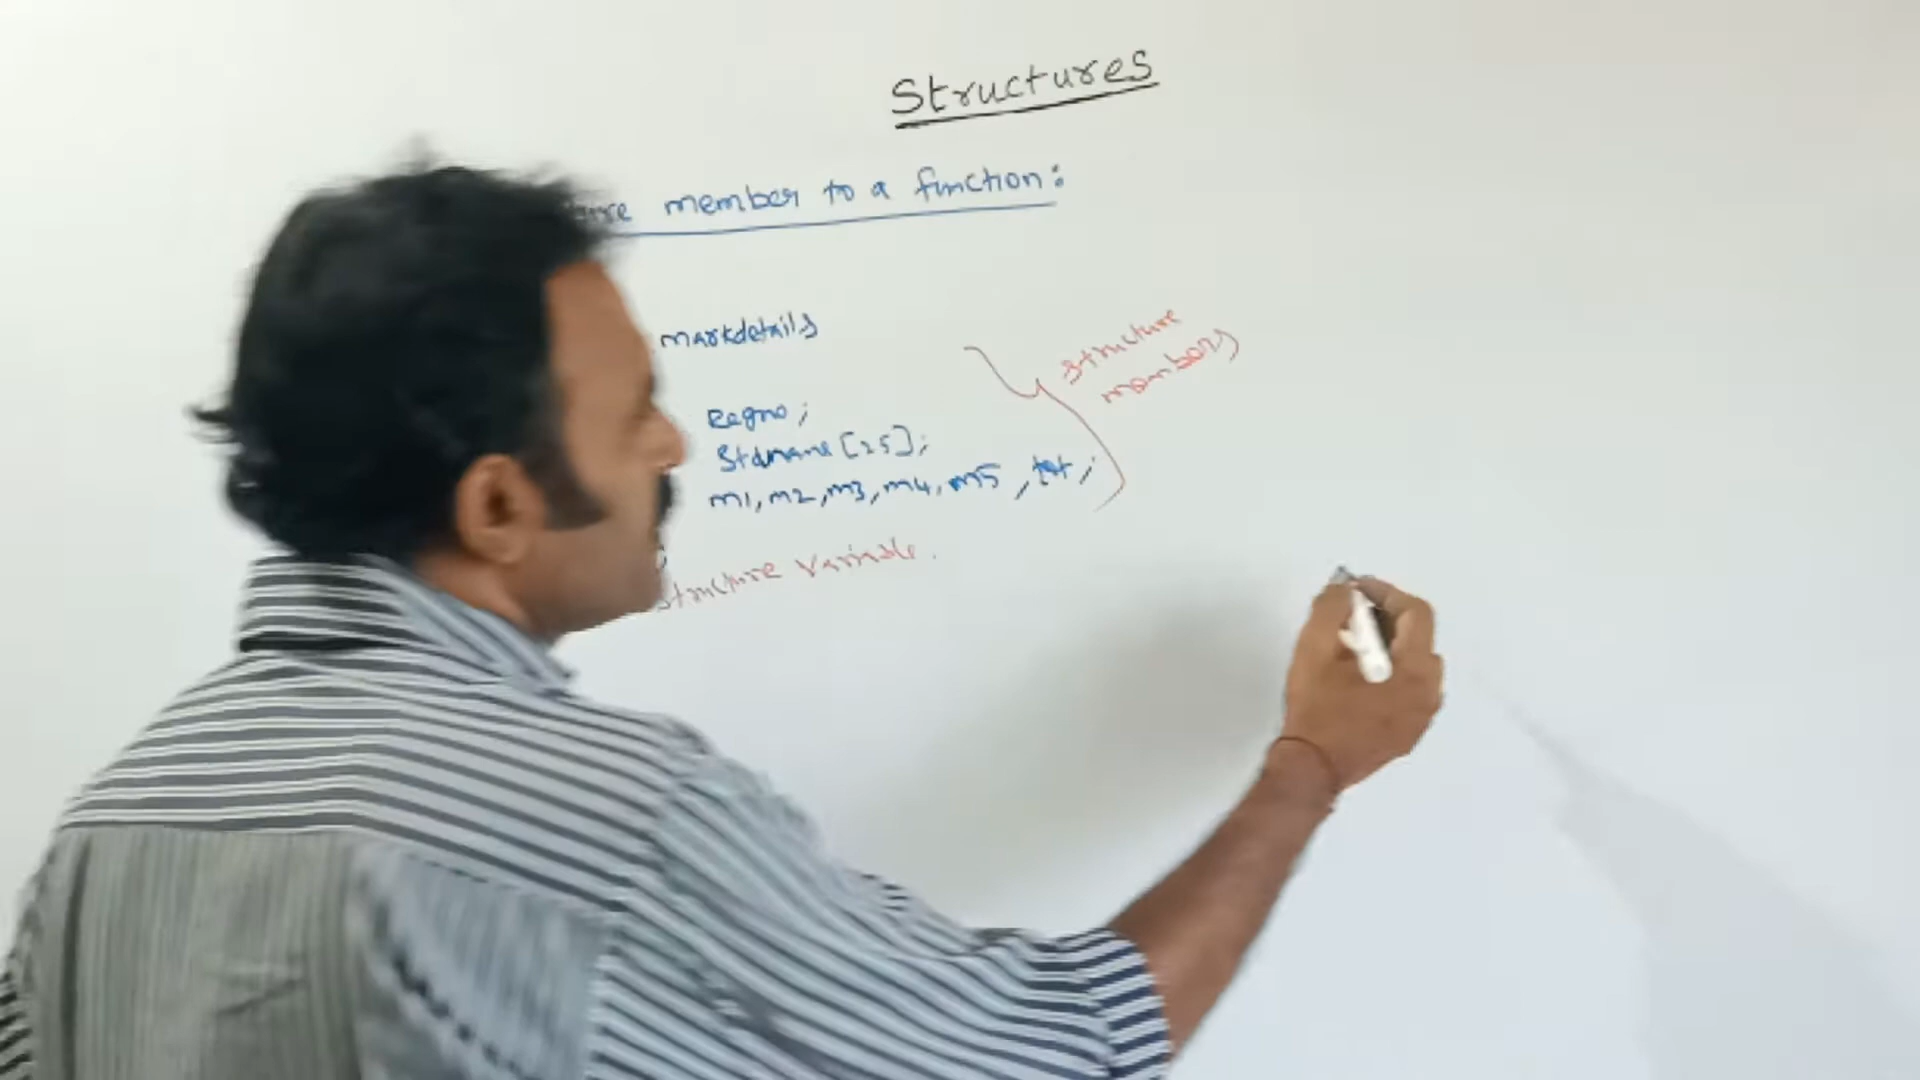 Structures
member to a function:
markdetails
Regno;
Stdname[25];
m1, m2, m3, m4, m5, tot;
structure
members
structure variable.